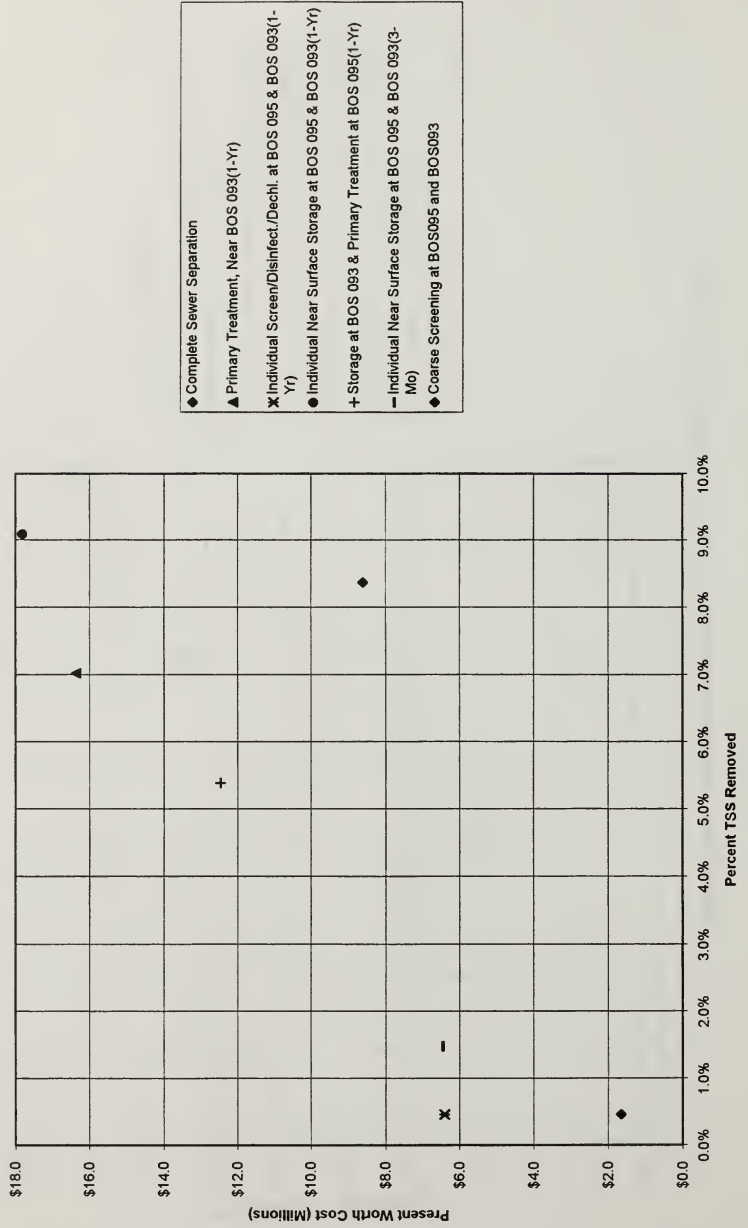 Present Worth Cost (Millions)
$18.0
$16.0
$14.0
$12.0
$10.0
$8.0
$6.0
$4.0
$2.0
$0.0
0.0%
1.0%
2.0%
3.0%
4.0%
5.0%
6.0%
7.0%
8.0%
9.0%
10.0%
Percent TSS Removed
Complete Sewer Separation
Primary Treatment, Near BOS 093(1-Yr)
Individual Screen/Disinfect./Dechl. at BOS 095 & BOS 093(1-
Yr)
Individual Near Surface Storage at BOS 095 & BOS 093(1-Yr)
Storage at BOS 093 & Primary Treatment at BOS 095(1-Yr)
Individual Near Surface Storage at BOS 095 & BOS 093(3-
Mo)
Coarse Screening at BOS095 and BOS093